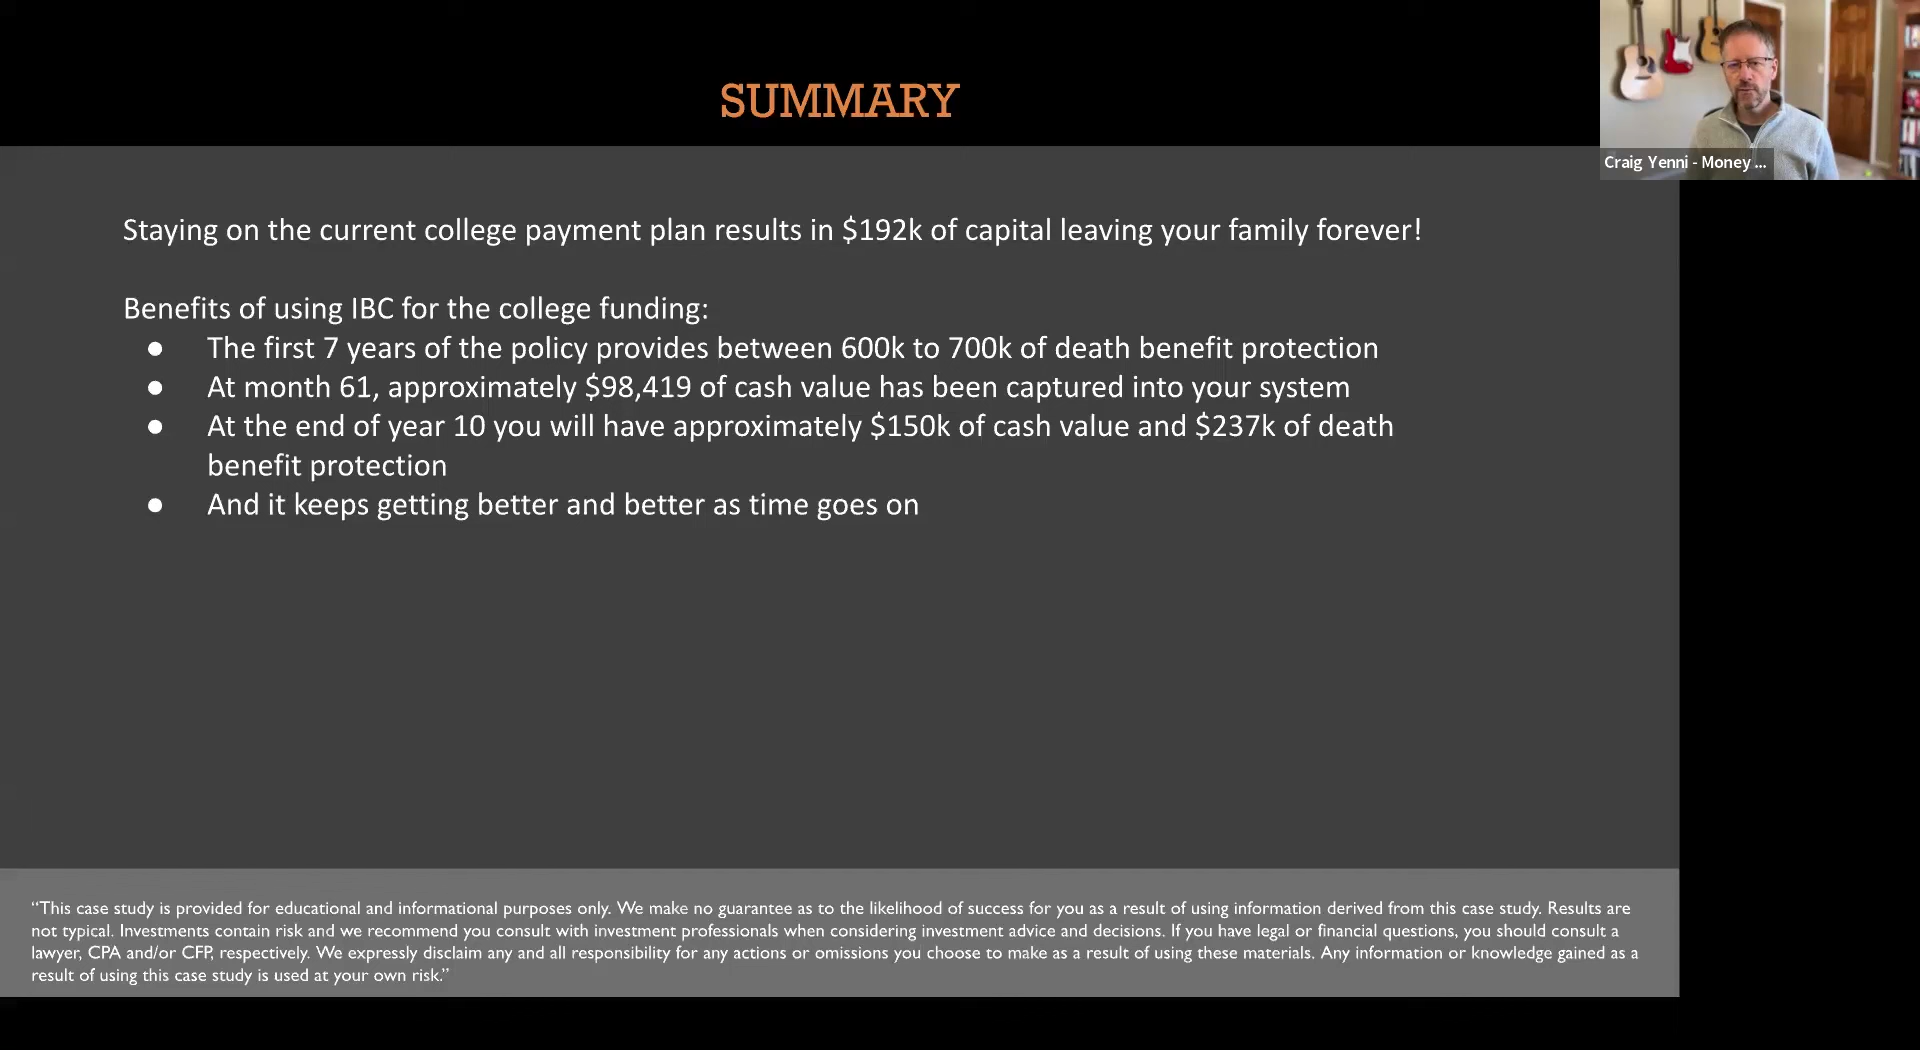 SUMMARY
Craig Yenni - Money ...
Staying on the current college payment plan results in $192k of capital leaving your family forever!
Benefits of using IBC for the college funding:
● The first 7 years of the policy provides between 600k to 700k of death benefit protection
● At month 61, approximately $98,419 of cash value has been captured into your system
● At the end of year 10 you will have approximately $150k of cash value and $237k of death
benefit protection
● And it keeps getting better and better as time goes on
“This case study is provided for educational and informational purposes only. We make no guarantee as to the likelihood of success for you as a result of using information derived from this case study. Results are
not typical. Investments contain risk and we recommend you consult with investment professionals when considering investment advice and decisions. If you have legal or financial questions, you should consult a
lawyer, CPA and/or CFP, respectively. We expressly disclaim any and all responsibility for any actions or omissions you choose to make as a result of using these materials. Any information or knowledge gained as a
result of using this case study is used at your own risk.”